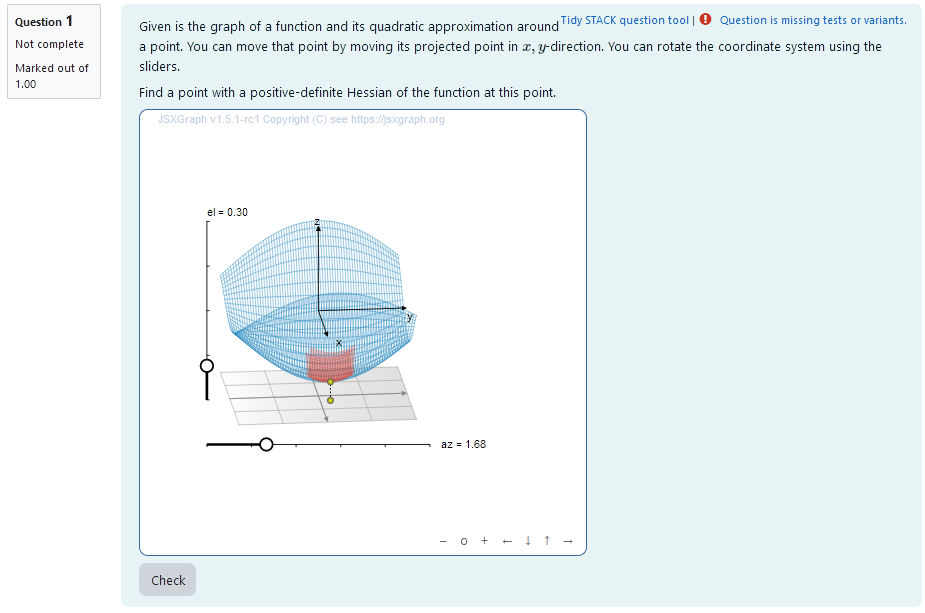 Question 1
Not complete
Marked out of
1.00
Tidy STACK question tool | Question is missing tests or variants.
Given is the graph of a function and its quadratic approximation around
a point. You can move that point by moving its projected point in x, y-direction. You can rotate the coordinate system using the
sliders.
Find a point with a positive-definite Hessian of the function at this point.
JSXGraph v1.5.1-rc1 Copyright (C) see https://jsxgraph.org
el = 0.30
z
y
x
az = 1.68
− o + ← ↓ ↑ →
Check